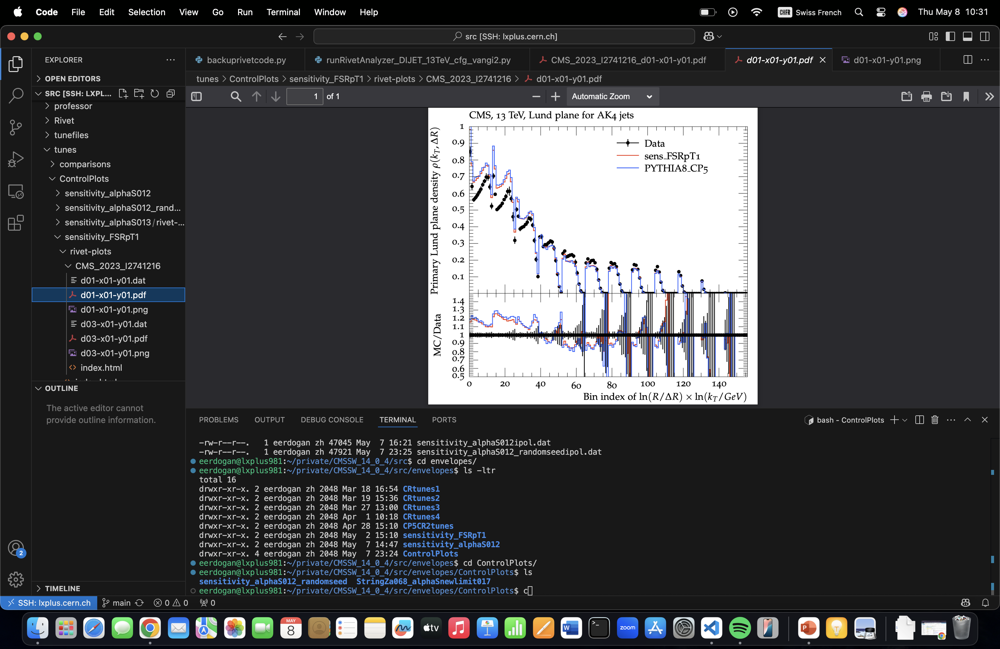 Code File Edit Selection View Go Run Terminal Window Help CHFR Swiss French Thu May 8 10:31
src [SSH: lxplus.cern.ch]
EXPLORER
backuprivetcode.py runRivetAnalyzer_DIJET_13TeV_cfg_vangi2.py CMS_2023_I2741216_d01-x01-y01.pdf d01-x01-y01.pdf d01-x01-y01.png
OPEN EDITORS
tunes > ControlPlots > sensitivity_FSRpT1 > rivet-plots > CMS_2023_I2741216 > d01-x01-y01.pdf
SRC [SSH: LXPL...
1 of 1 Automatic Zoom
professor
Rivet
tunefiles
tunes
comparisons
ControlPlots
sensitivity_alphaS012
sensitivity_alphaS012_rand...
sensitivity_alphaS013/rivet-...
sensitivity_FSRpT1
rivet-plots
CMS_2023_I2741216
d01-x01-y01.dat
d01-x01-y01.pdf
d01-x01-y01.png
d03-x01-y01.dat
d03-x01-y01.pdf
d03-x01-y01.png
index.html
OUTLINE
The active editor cannot
provide outline information.
TIMELINE
CMS, 13 TeV, Lund plane for AK4 jets
Primary Lund plane density ρ(kT, ΔR)
1
0.9
0.8
0.7
0.6
0.5
0.4
0.3
0.2
0.1
Data
sens_FSRpT1
PYTHIA8_CP5
MC/Data
1.4
1.3
1.2
1.1
1
0.9
0.8
0.7
0.6
0.5
0 20 40 60 80 100 120 140
Bin index of ln(R/ΔR) × ln(kT/GeV)
PROBLEMS OUTPUT DEBUG CONSOLE TERMINAL PORTS bash - ControlPlots
-rw-r--r--. 1 eerdogan zh 47045 May 7 16:21 sensitivity_alphaS012ipol.dat
-rw-r--r--. 1 eerdogan zh 47921 May 7 23:25 sensitivity_alphaS012_randomseedipol.dat
eerdogan@lxplus981:~/private/CMSSW_14_0_4/src$ cd envelopes/
eerdogan@lxplus981:~/private/CMSSW_14_0_4/src/envelopes$ ls -ltr
total 16
drwxr-xr-x. 2 eerdogan zh 2048 Mar 18 16:54 CRtunes1
drwxr-xr-x. 2 eerdogan zh 2048 Mar 19 15:36 CRtunes2
drwxr-xr-x. 2 eerdogan zh 2048 Mar 27 13:00 CRtunes3
drwxr-xr-x. 2 eerdogan zh 2048 Apr 1 10:18 CRtunes4
drwxr-xr-x. 2 eerdogan zh 2048 Apr 28 15:10 CP5CR2tunes
drwxr-xr-x. 2 eerdogan zh 2048 May 2 15:10 sensitivity_FSRpT1
drwxr-xr-x. 2 eerdogan zh 2048 May 7 14:47 sensitivity_alphaS012
drwxr-xr-x. 4 eerdogan zh 2048 May 7 23:24 ControlPlots
eerdogan@lxplus981:~/private/CMSSW_14_0_4/src/envelopes$ cd ControlPlots/
eerdogan@lxplus981:~/private/CMSSW_14_0_4/src/envelopes/ControlPlots$ ls
sensitivity_alphaS012_randomseed StringZa068_alphaSnewlimit017
eerdogan@lxplus981:~/private/CMSSW_14_0_4/src/envelopes/ControlPlots$ c
2
SSH: lxplus.cern.ch main 0 0 0
MAY
8
tv
W
zoom
P